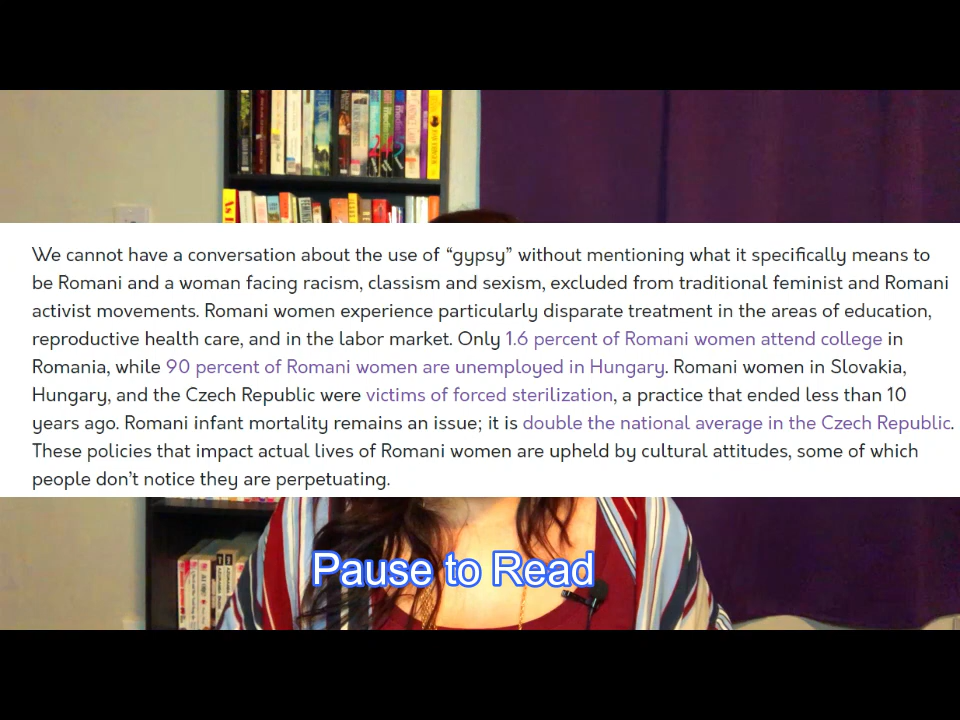 We cannot have a conversation about the use of “gypsy” without mentioning what it specifically means to
be Romani and a woman facing racism, classism and sexism, excluded from traditional feminist and Romani
activist movements. Romani women experience particularly disparate treatment in the areas of education,
reproductive health care, and in the labor market. Only 1.6 percent of Romani women attend college in
Romania, while 90 percent of Romani women are unemployed in Hungary. Romani women in Slovakia,
Hungary, and the Czech Republic were victims of forced sterilization, a practice that ended less than 10
years ago. Romani infant mortality remains an issue; it is double the national average in the Czech Republic.
These policies that impact actual lives of Romani women are upheld by cultural attitudes, some of which
people don’t notice they are perpetuating.
Pause to Read